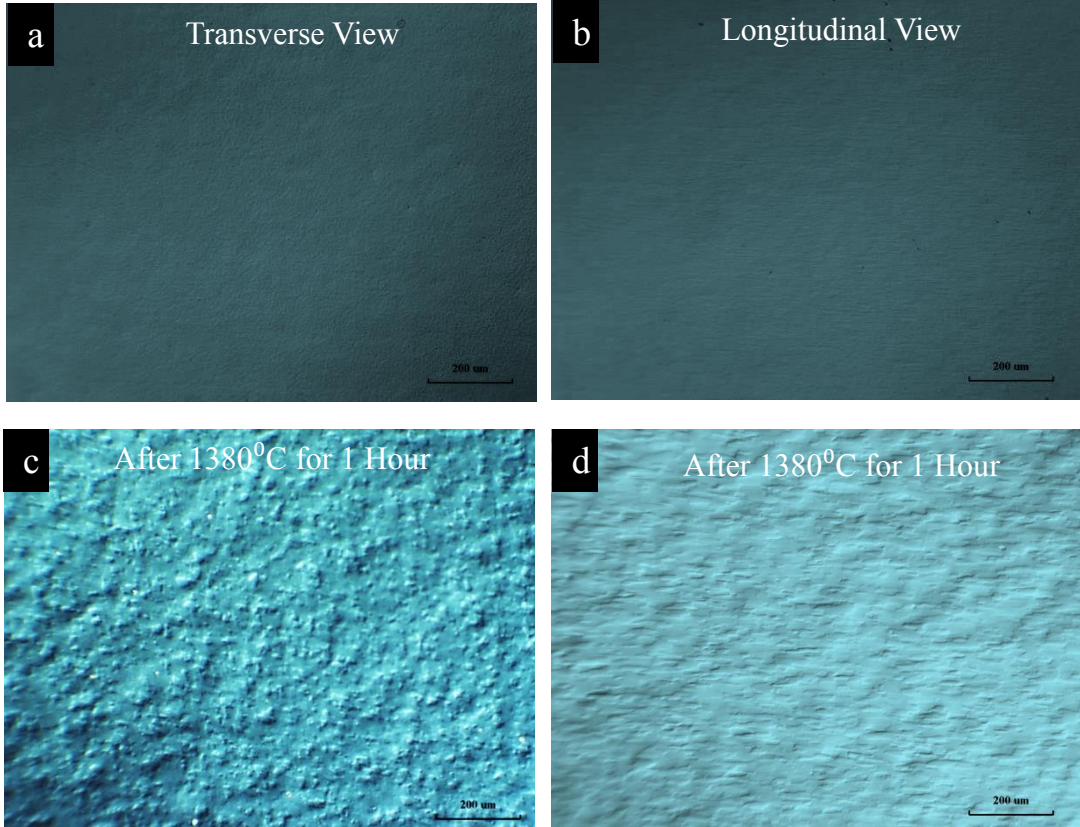 a
Transverse View
200 um
b
Longitudinal View
200 um
c
After 1380⁰C for 1 Hour
200 um
d
After 1380⁰C for 1 Hour
200 um